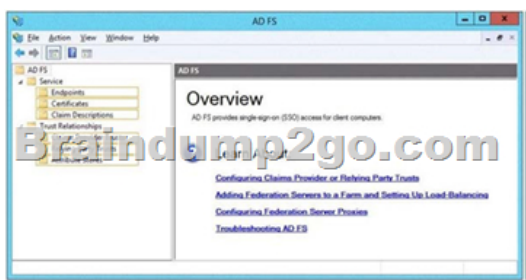 AD FS
File Action View Window Help
AD FS
Service
Endpoints
Certificates
Claim Descriptions
Trust Relationships
AD FS
Overview
AD FS provides single-sign-on (SSO) access for client computers.
Braindump2go.com
Learn About
Configuring Claims Provider or Relying Party Trusts
Adding Federation Servers to a Farm and Setting Up Load-Balancing
Configuring Federation Server Proxies
Troubleshooting AD FS